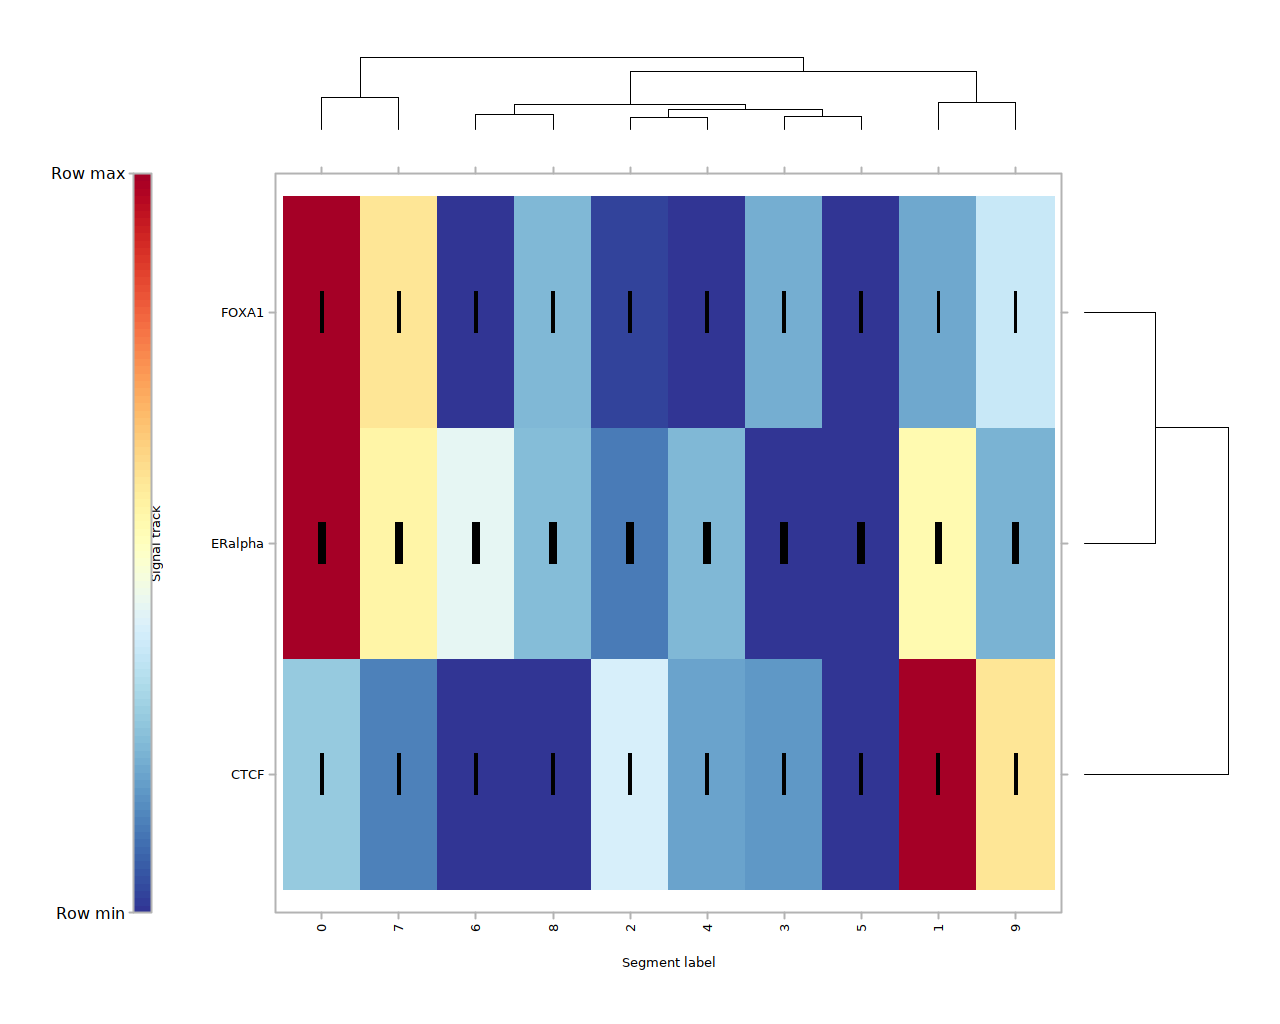 Row max
Row min
Signal track
FOXA1
ERalpha
CTCF
0 7 6 8 2 4 3 5 1 9
Segment label